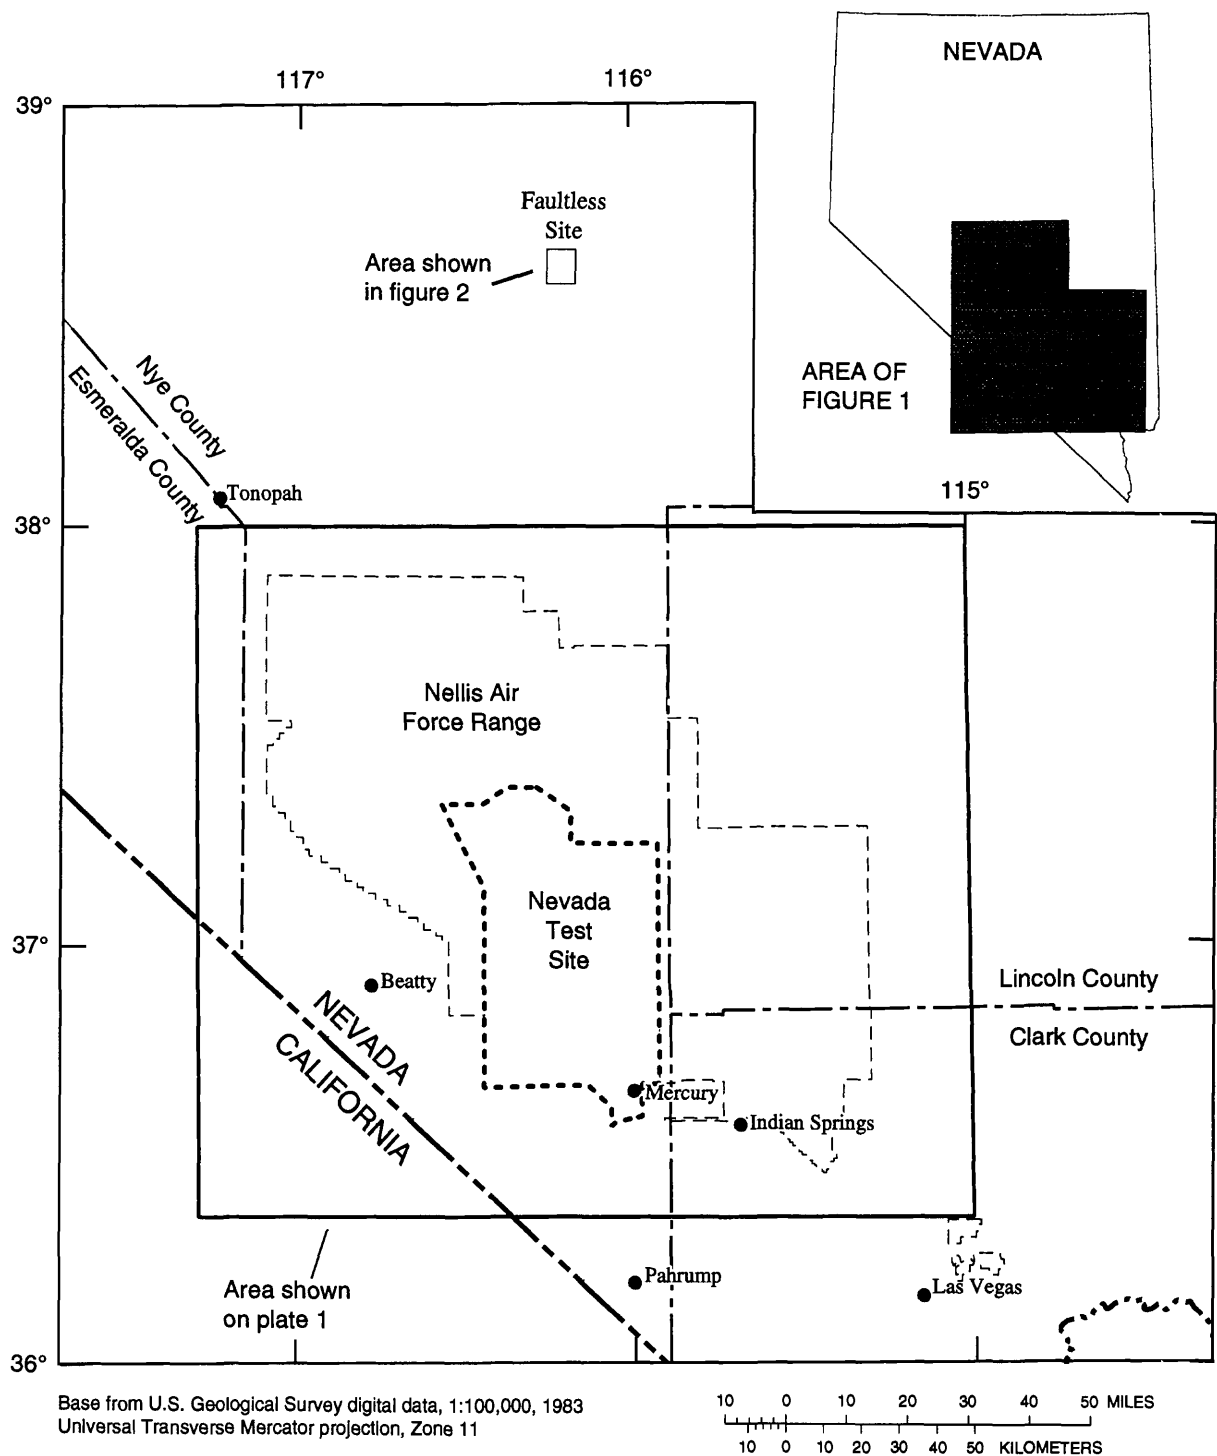 NEVADA
117°
116°
39°
Faultless
Site
Area shown
in figure 2
AREA OF
FIGURE 1
Nye County
Esmeralda County
Tonopah
115°
38°
Nellis Air
Force Range
Nevada
Test
Site
37°
Beatty
Lincoln County
Clark County
NEVADA
CALIFORNIA
Mercury
Indian Springs
Pahrump
Las Vegas
Area shown
on plate 1
36°
Base from U.S. Geological Survey digital data, 1:100,000, 1983
Universal Transverse Mercator projection, Zone 11
10 0 10 20 30 40 50 MILES
10 0 10 20 30 40 50 KILOMETERS